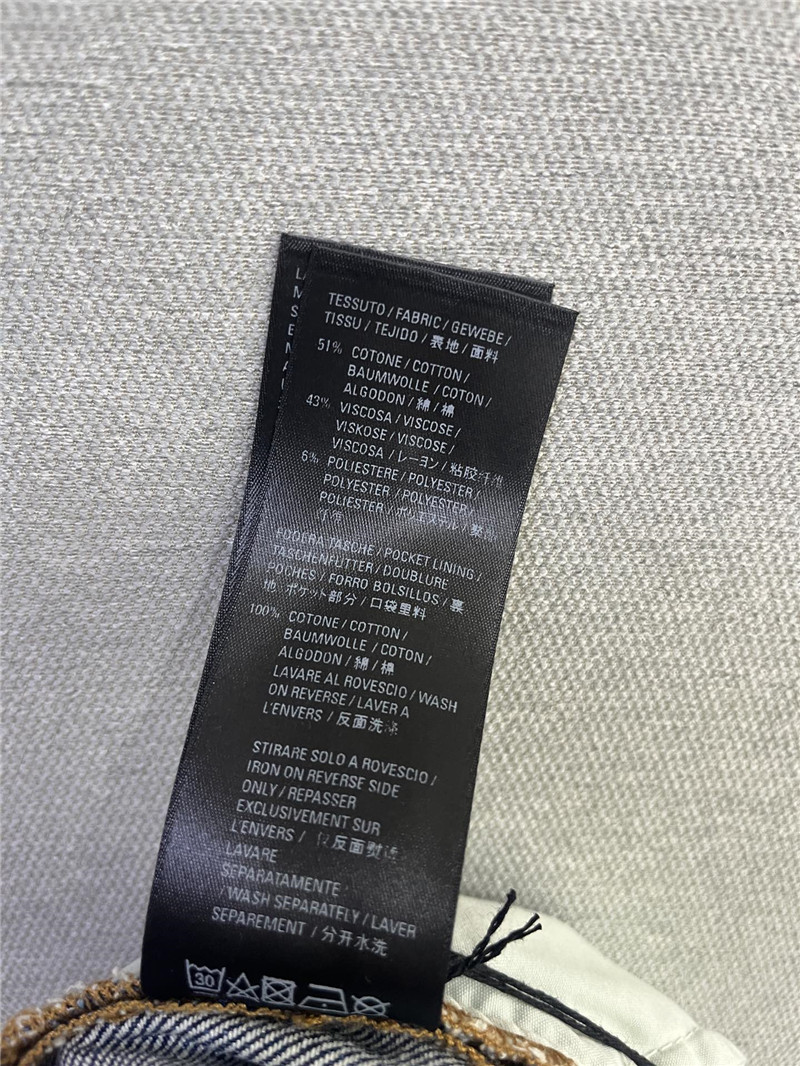 TESSUTO / FABRIC / GEWEBE /
TISSU / TEJIDO / 表地 / 面料
51% COTONE / COTTON /
BAUMWOLLE / COTON /
ALGODON / 綿 / 棉
43% VISCOSA / VISCOSE /
VISKOSE / VISCOSE /
VISCOSA / レーヨン / 粘胶纤维
6% POLIESTERE / POLYESTER /
POLYESTER / POLYESTER /
POLIESTER / ポリエステル /
FODERA TASCHE / POCKET LINING /
TASCHENFUTTER / DOUBLURE
POCHES / FORRO BOLSILLOS / 裏
地 ポケット部分 / 口袋里料
100% COTONE / COTTON /
BAUMWOLLE / COTON /
ALGODON / 綿 / 棉
LAVARE AL ROVESCIO / WASH
ON REVERSE / LAVER A
L'ENVERS / 反面洗涤
STIRARE SOLO A ROVESCIO /
IRON ON REVERSE SIDE
ONLY / REPASSER
EXCLUSIVEMENT SUR
L'ENVERS / 仅反面熨烫
LAVARE
SEPARATAMENTE
/ WASH SEPARATELY / LAVER
SEPAREMENT / 分开水洗
30